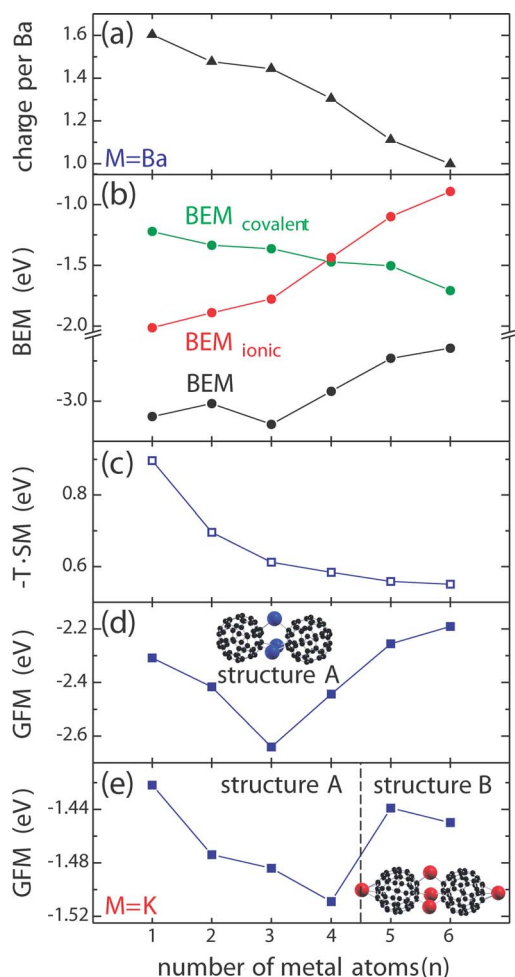 (a)
charge per Ba
1.6
1.4
1.2
1.0
M=Ba
(b)
BEM (eV)
-1.0
-1.5
-2.0
-3.0
BEM covalent
BEM ionic
BEM
(c)
-T·SM (eV)
0.8
0.6
(d)
GFM (eV)
-2.2
-2.4
-2.6
structure A
(e)
structure A
structure B
GFM (eV)
-1.44
-1.48
-1.52
M=K
1 2 3 4 5 6
number of metal atoms(n)